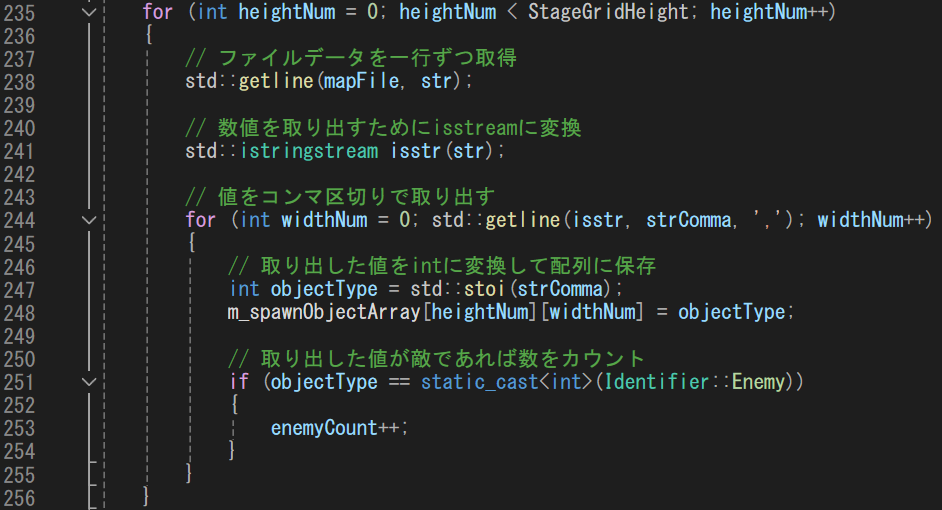 235 for (int heightNum = 0; heightNum < StageGridHeight; heightNum++)
236 {
237 // ファイルデータを一行ずつ取得
238 std::getline(mapFile, str);
239
240 // 数値を取り出すためにisstreamに変換
241 std::istringstream isstr(str);
242
243 // 値をコンマ区切りで取り出す
244 for (int widthNum = 0; std::getline(isstr, strComma, ','); widthNum++)
245 {
246 // 取り出した値をintに変換して配列に保存
247 int objectType = std::stoi(strComma);
248 m_spawnObjectArray[heightNum][widthNum] = objectType;
249
250 // 取り出した値が敵であれば数をカウント
251 if (objectType == static_cast<int>(Identifier::Enemy))
252 {
253 enemyCount++;
254 }
255 }
256 }